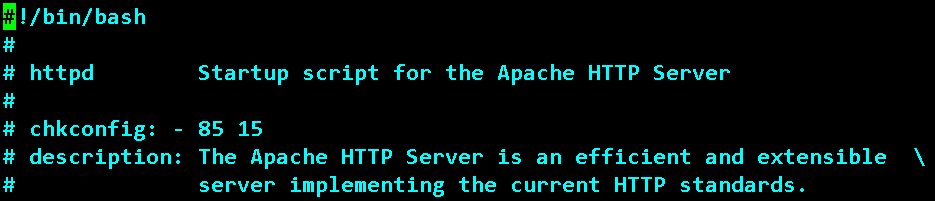 #!/bin/bash
#
# httpd        Startup script for the Apache HTTP Server
#
# chkconfig: - 85 15
# description: The Apache HTTP Server is an efficient and extensible  \
#              server implementing the current HTTP standards.